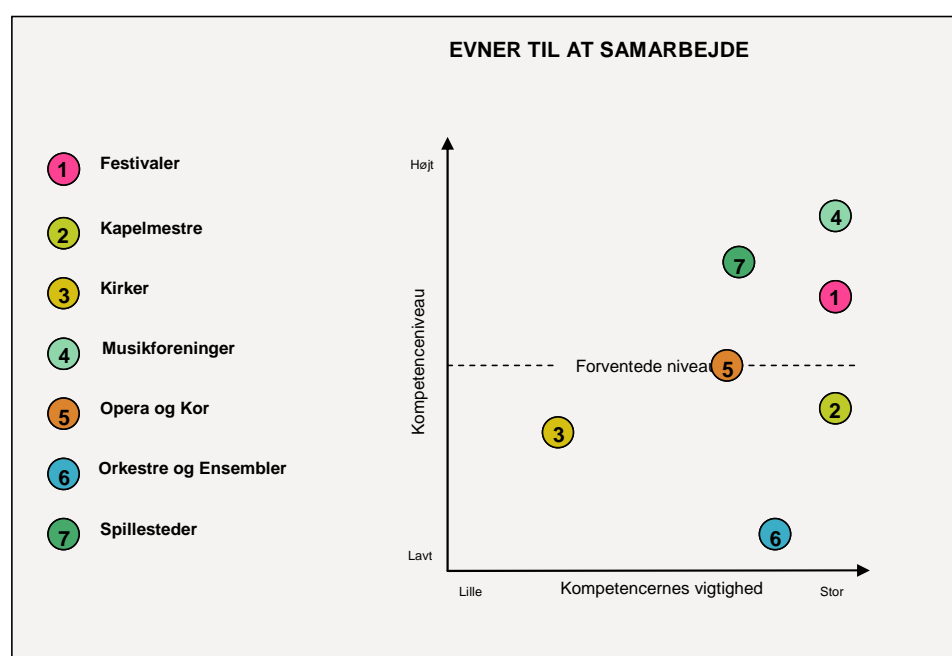 EVNER TIL AT SAMARBEJDE
1 Festivaler
2 Kapelmestre
3 Kirker
4 Musikforeninger
5 Opera og Kor
6 Orkestre og Ensembler
7 Spillesteder
Kompetenceniveau
Højt
4
7
1
Forventede niveau
5
2
3
6
Lavt
Lille
Kompetencernes vigtighed
Stor